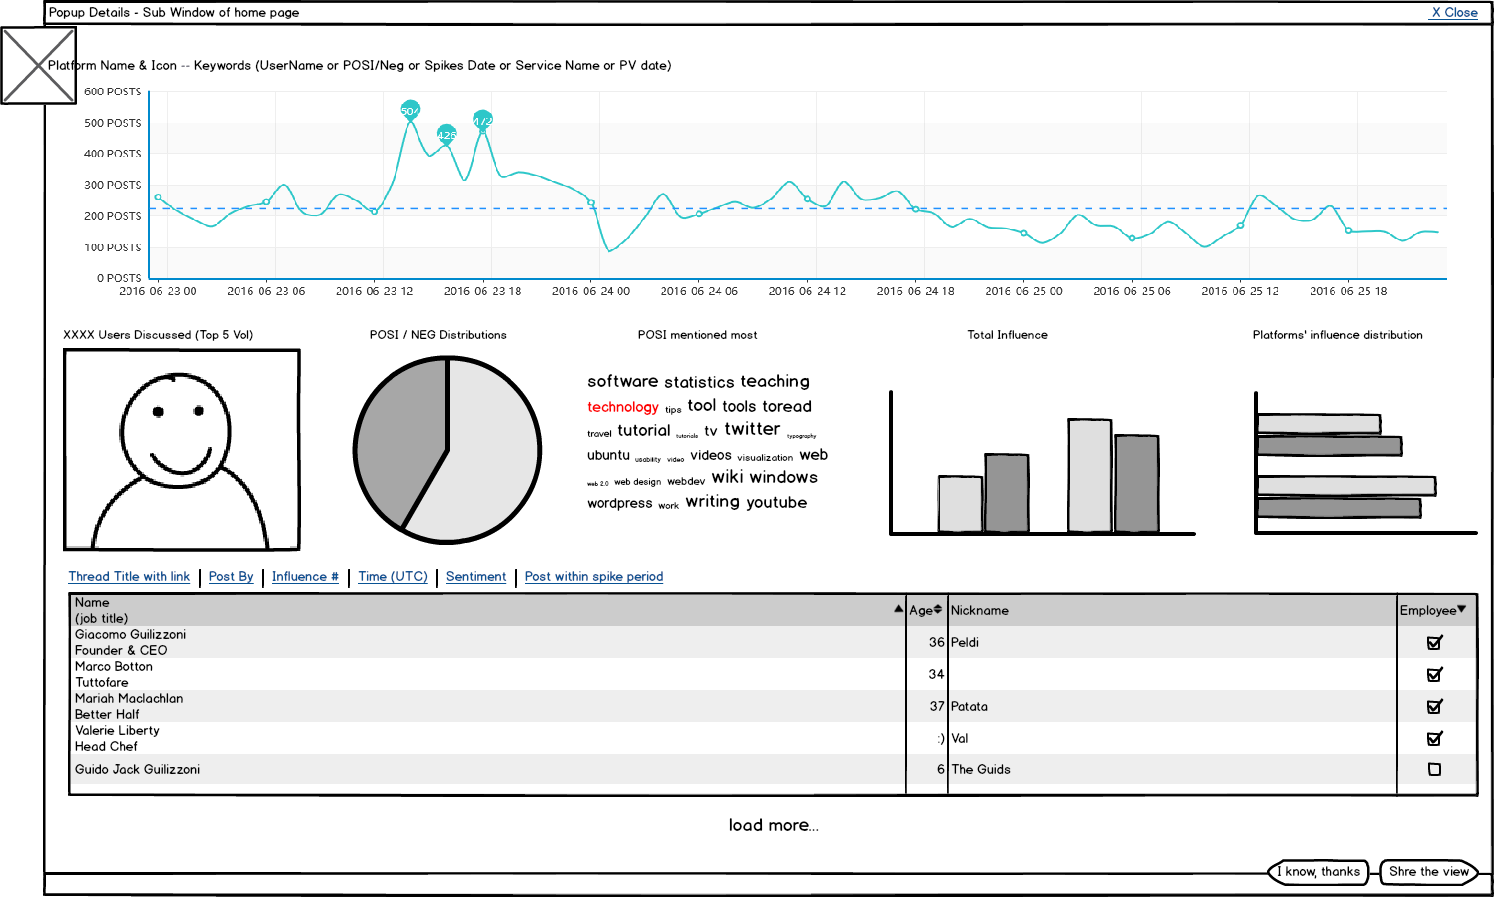 Popup Details - Sub Window of home page
X Close
Platform Name & Icon -- Keywords (UserName or POSI/Neg or Spikes Date or Service Name or PV date)
600 POSTS
500 POSTS
400 POSTS
300 POSTS
200 POSTS
100 POSTS
0 POSTS
504
426
472
2016 06 23 00 2016 06 23 06 2016 06 23 12 2016 06 23 18 2016 06 24 00 2016 06 24 06 2016 06 24 12 2016 06 24 18 2016 06 25 00 2016 06 25 06 2016 06 25 12 2016 06 25 18
XXXX Users Discussed (Top 5 Vol)
POSI / NEG Distributions
POSI mentioned most
Total Influence
Platforms' influence distribution
software statistics teaching
technology tips tool tools toread
travel tutorial tutorials tv twitter typography
ubuntu usability video videos visualization web
web 2.0 web design webdev wiki windows
wordpress work writing youtube
Thread Title with link | Post By | Influence # | Time (UTC) | Sentiment | Post within spike period
Name
(job title)
Age
Nickname
Employee
Giacomo Guilizzoni
Founder & CEO
36
Peldi
Marco Botton
Tuttofare
34
Mariah Maclachlan
Better Half
37
Patata
Valerie Liberty
Head Chef
:)
Val
Guido Jack Guilizzoni
6
The Guids
load more...
I know, thanks
Shre the view